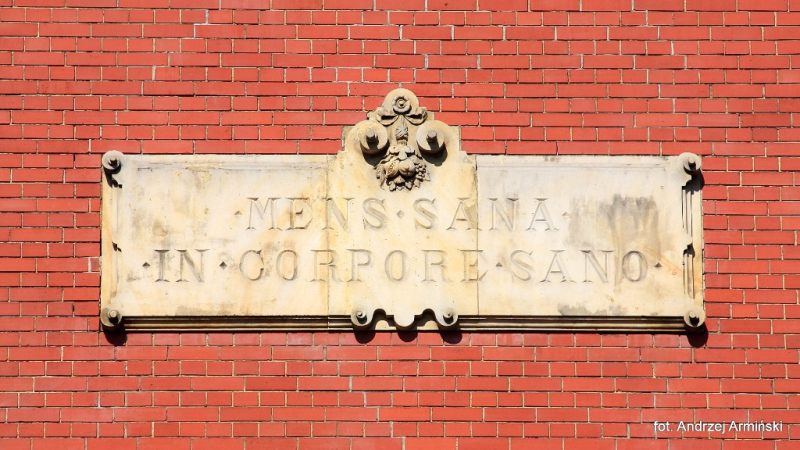 ·MENS·SANA·
·IN·CORPORE·SANO·
fot. Andrzej Armiński